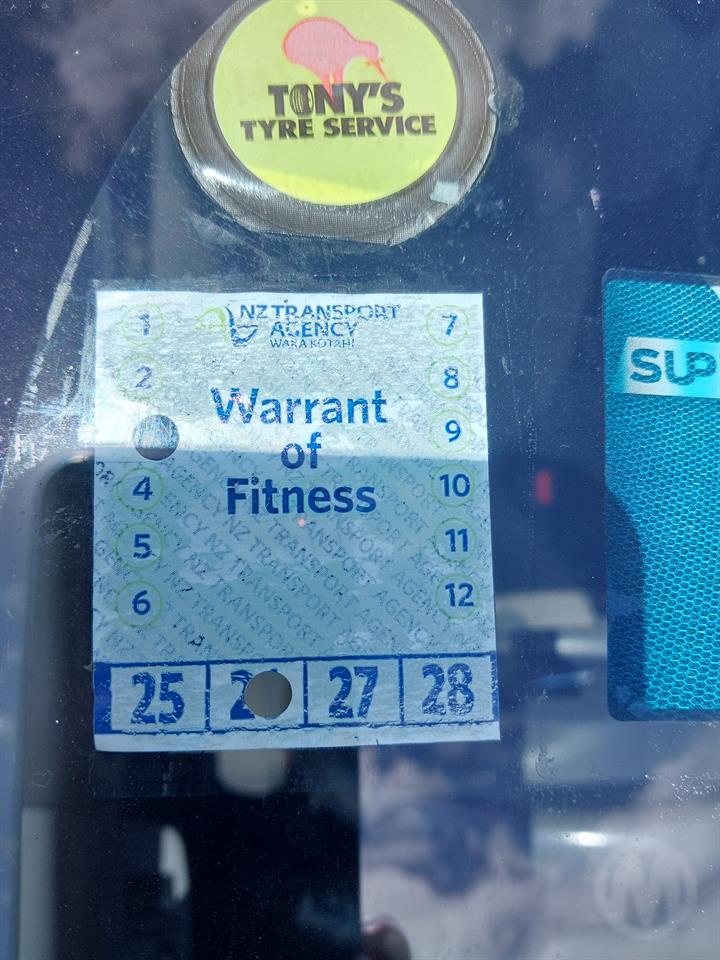 TONY'S
TYRE SERVICE
NZ TRANSPORT
AGENCY
WAKA KOTAHI
1
7
2
8
Warrant
of
Fitness
9
4
10
5
11
6
12
25
27
28
SUP
M